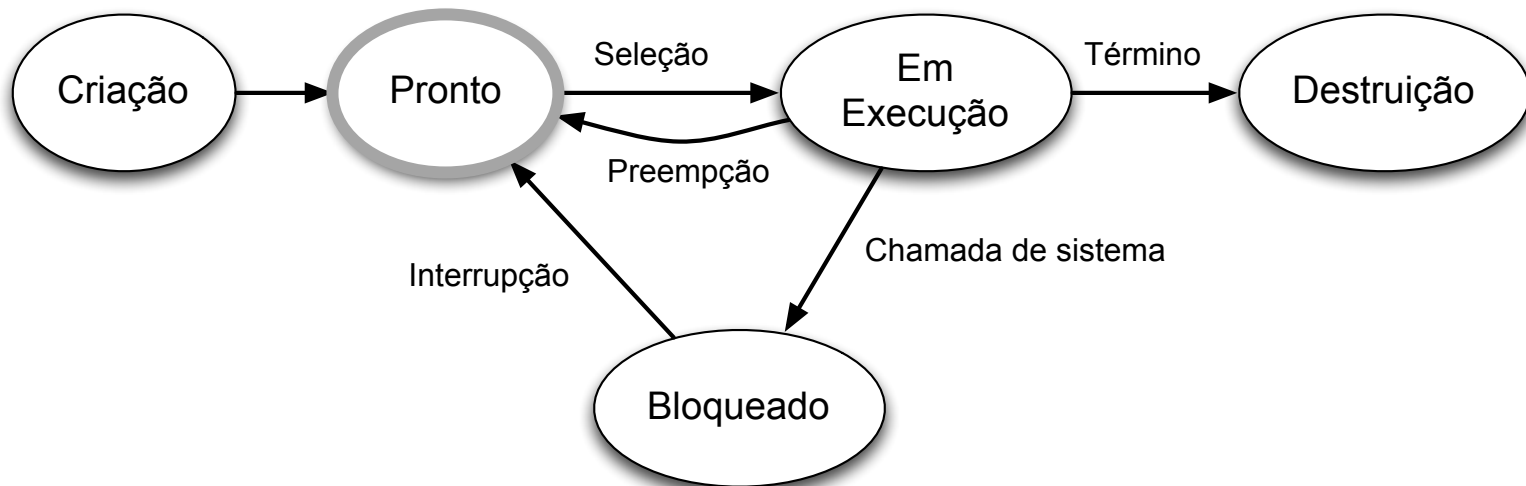 Criação
Pronto
Seleção
Em
Execução
Término
Destruição
Preempção
Interrupção
Chamada de sistema
Bloqueado